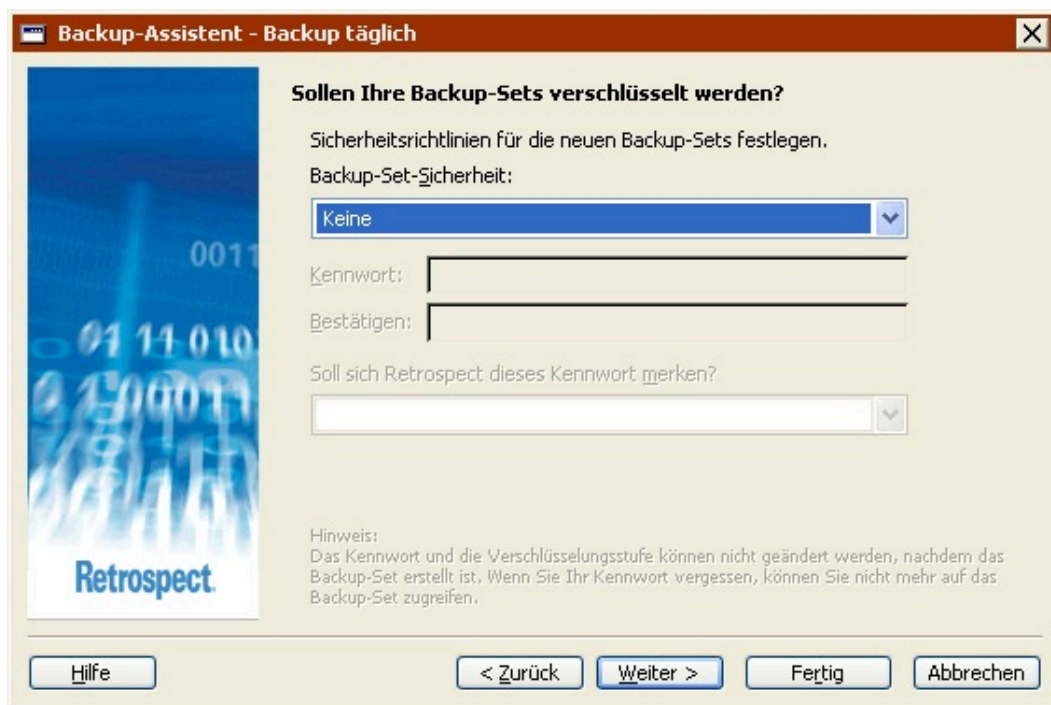 Backup-Assistent - Backup täglich
Sollen Ihre Backup-Sets verschlüsselt werden?
Sicherheitsrichtlinien für die neuen Backup-Sets festlegen.
Backup-Set-Sicherheit:
Keine
0011
Kennwort:
Bestätigen:
01 11 010
Soll sich Retrospect dieses Kennwort merken?
Hinweis:
Das Kennwort und die Verschlüsselungsstufe können nicht geändert werden, nachdem das
Backup-Set erstellt ist. Wenn Sie Ihr Kennwort vergessen, können Sie nicht mehr auf das
Backup-Set zugreifen.
Retrospect.
Hilfe
< Zurück
Weiter >
Fertig
Abbrechen